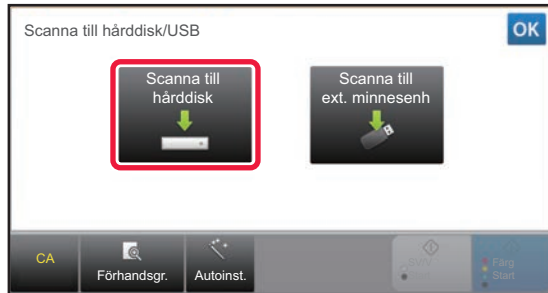 Scanna till hårddisk/USB
OK
Scanna till
hårddisk
Scanna till
ext. minnesenh
CA
Förhandsgr.
Autoinst.
Färg
Start